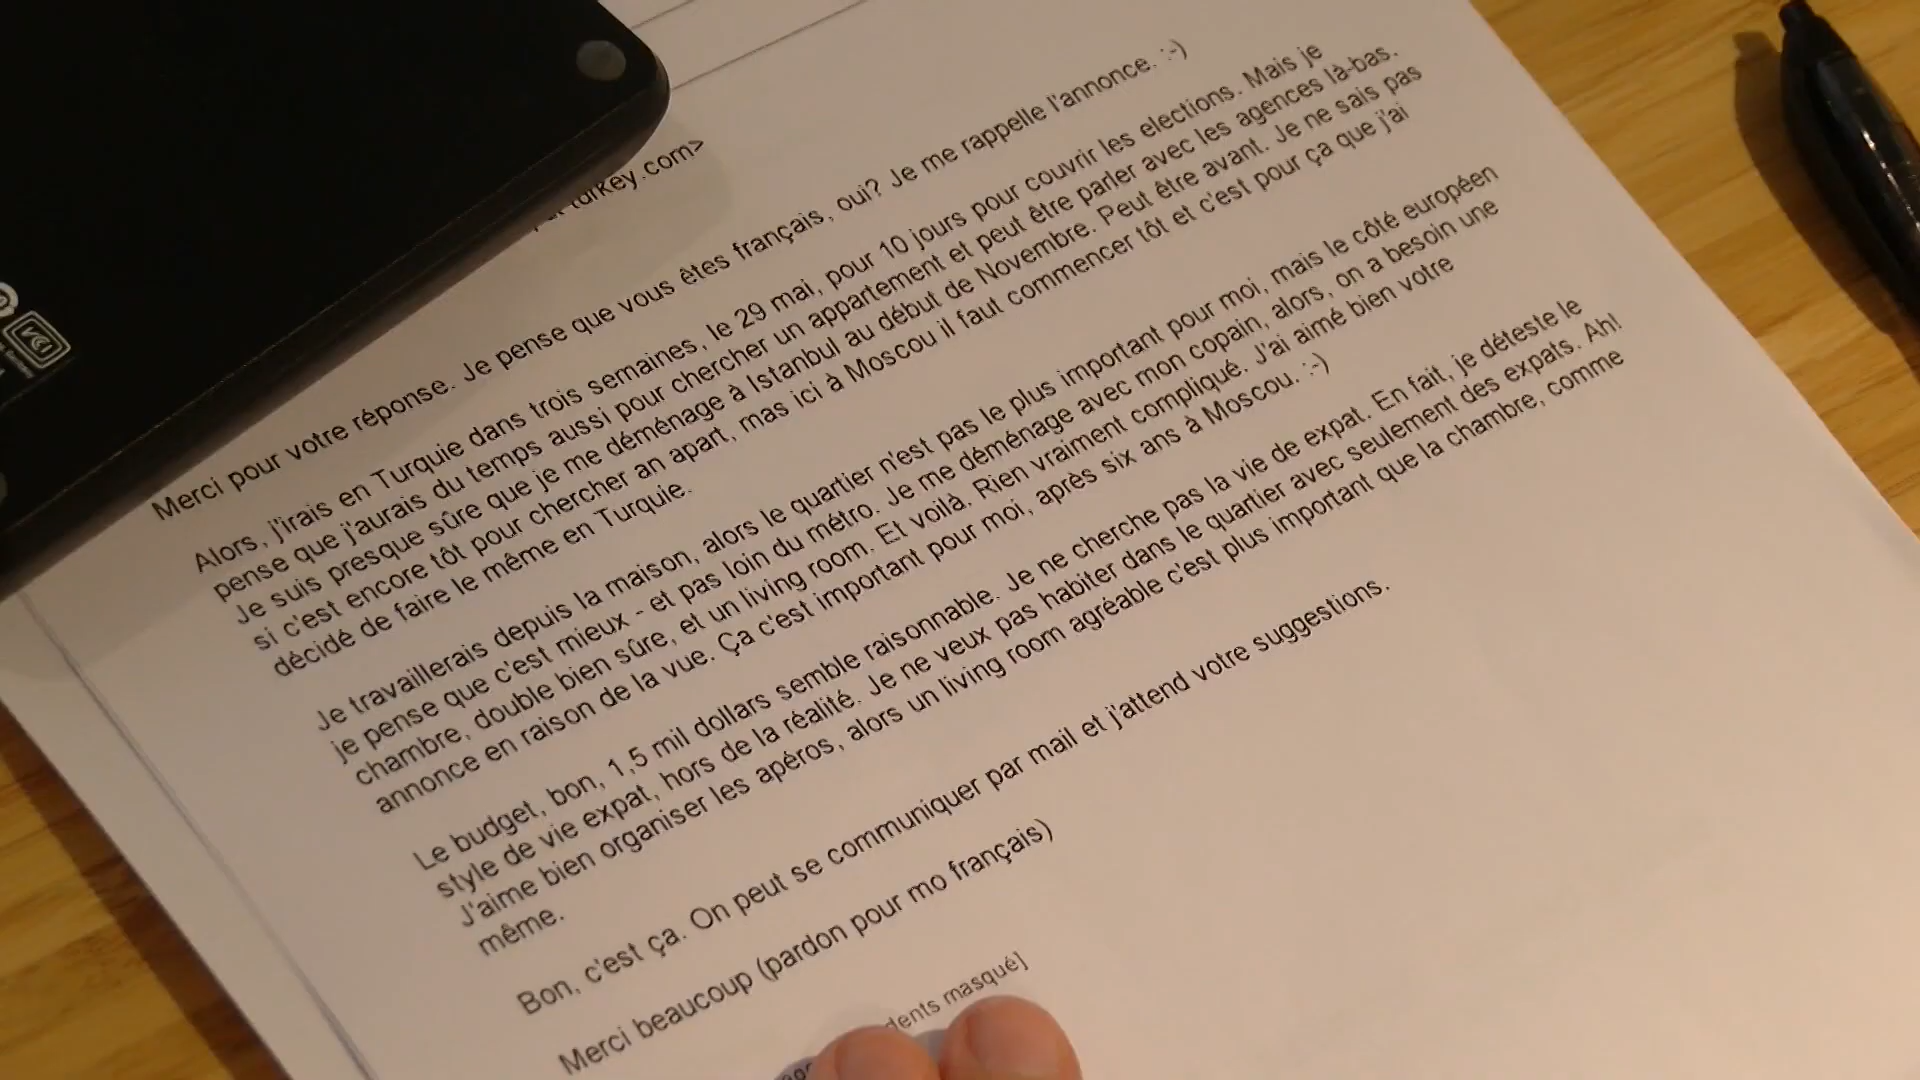 turkey.com>
Merci pour votre réponse. Je pense que vous êtes français, oui? Je me rappelle l'annonce. :-)
Alors, j'irais en Turquie dans trois semaines, le 29 mai, pour 10 jours pour couvrir les elections. Mais je
pense que j'aurais du temps aussi pour chercher un appartement et peut être parler avec les agences là-bas.
Je suis presque sûre que je me déménage à Istanbul au début de Novembre. Peut être avant. Je ne sais pas
si c'est encore tôt pour chercher an apart, mas ici à Moscou il faut commencer tôt et c'est pour ça que j'ai
décidé de faire le même en Turquie.
Je travaillerais depuis la maison, alors le quartier n'est pas le plus important pour moi, mais le côté européen
je pense que c'est mieux - et pas loin du métro. Je me déménage avec mon copain, alors, on a besoin une
chambre, double bien sûre, et un living room. Et voilà. Rien vraiment compliqué. J'ai aimé bien votre
annonce en raison de la vue. Ça c'est important pour moi, après six ans à Moscou. :-)
Le budget, bon, 1,5 mil dollars semble raisonnable. Je ne cherche pas la vie de expat. En fait, je déteste le
style de vie expat, hors de la réalité. Je ne veux pas habiter dans le quartier avec seulement des expats. Ah!
J'aime bien organiser les apéros, alors un living room agréable c'est plus important que la chambre, comme
même.
Bon, c'est ça. On peut se communiquer par mail et j'attend votre suggestions.
Merci beaucoup (pardon pour mo français)
dents masqué]